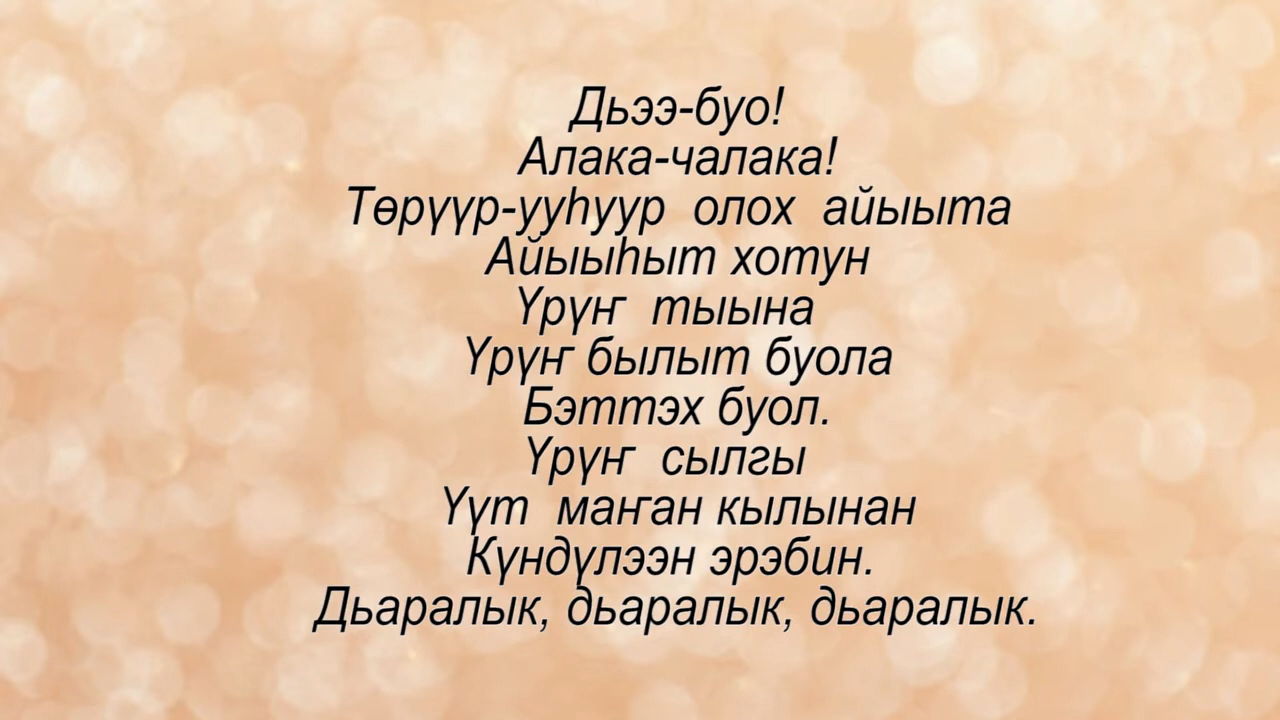 Дьээ-буо!
Алака-чалака!
Төрүүр-ууһуур олох айыыта
Айыыһыт хотун
Үрүҥ тыына
Үрүҥ былыт буола
Бэттэх буол.
Үрүҥ сылгы
Үүт маҥан кылынан
Күндүлээн эрэбин.
Дьаралык, дьаралык, дьаралык.